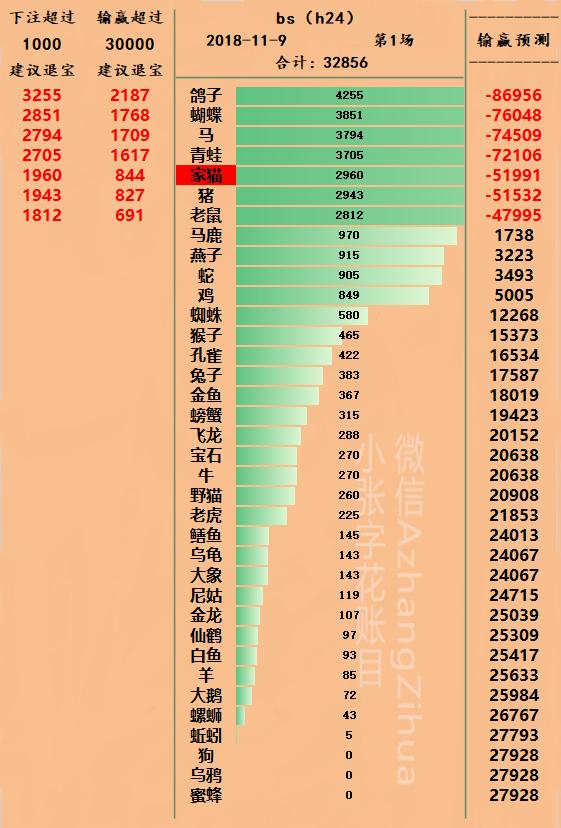 下注超过 输赢超过 bs（h24） ----------
1000 30000 2018-11-9 第1场 输赢预测
建议退宝 建议退宝 合计：32856 ----------
3255 2187 鸽子 4255 -86956
2851 1768 蝴蝶 3851 -76048
2794 1709 马 3794 -74509
2705 1617 青蛙 3705 -72106
1960 844 家猫 2960 -51991
1943 827 猪 2943 -51532
1812 691 老鼠 2812 -47995
马鹿 970 1738
燕子 915 3223
蛇 905 3493
鸡 849 5005
蜘蛛 580 12268
猴子 465 15373
孔雀 422 16534
兔子 383 17587
金鱼 367 18019
螃蟹 315 19423
飞龙 288 20152
宝石 270 20638
牛 270 20638
野猫 260 20908
老虎 225 21853
鳝鱼 145 24013
乌龟 143 24067
大象 143 24067
尼姑 119 24715
金龙 107 25039
仙鹤 97 25309
白鱼 93 25417
羊 85 25633
大鹅 72 25984
螺蛳 43 26767
蚯蚓 5 27793
狗 0 27928
乌鸦 0 27928
蜜蜂 0 27928
微信AzhangZihua
小张字花账目